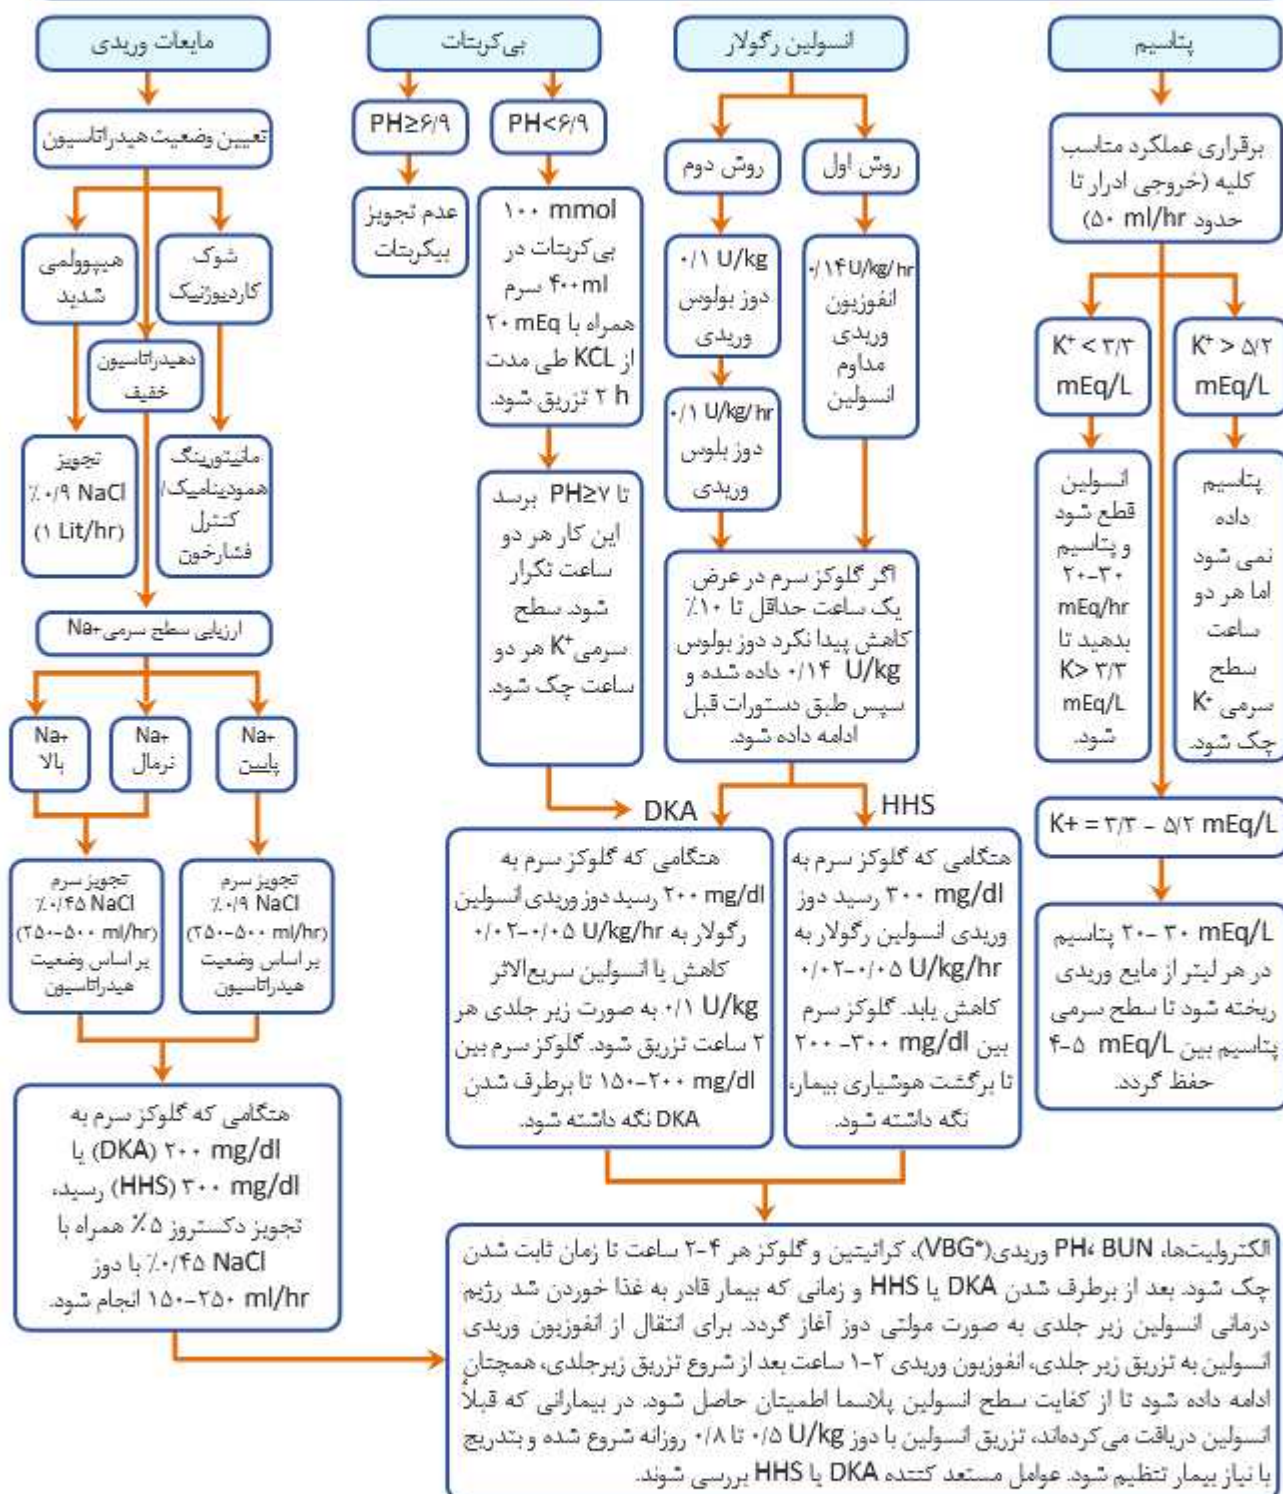 مایعات وریدی
تعیین وضعیت هیدراتاسیون
هیپوولمی
شدید
شوک
کاردیوژنیک
دهیدراتاسیون
خفیف
تجویز
٪۰/۹ NaCl
(۱ Lit/hr)
مانیتورینگ
همودینامیک/
کنترل
فشارخون
ارزیابی سطح سرمی Na+
Na+
بالا
Na+
نرمال
Na+
پایین
تجویز سرم
٪۰/۴۵ NaCl
(۲۵۰-۵۰۰ ml/hr)
بر اساس وضعیت
هیدراتاسیون
تجویز سرم
٪۰/۹ NaCl
(۲۵۰-۵۰۰ ml/hr)
بر اساس وضعیت
هیدراتاسیون
هنگامی که گلوکز سرم به
۲۰۰ mg/dl (DKA) یا
۳۰۰ mg/dl (HHS) رسید،
تجویز دکستروز ۵٪ همراه با
٪۰/۴۵ NaCl با دوز
۱۵۰-۲۵۰ ml/hr انجام شود.
بی‌کربنات
PH≥۶/۹
PH<۶/۹
عدم تجویز
بیکربنات
۱۰۰ mmol
بی‌کربنات در
۴۰۰ml سرم
همراه با ۲۰ mEq
از KCL طی مدت
۲ h تزریق شود.
تا PH≥۷ برسد
این کار هر دو
ساعت تکرار
شود. سطح
سرمی K⁺ هر دو
ساعت چک شود.
انسولین رگولار
روش دوم
روش اول
۰/۱ U/kg
دوز بولوس
وریدی
۰/۱ U/kg/hr
دوز بلوس
وریدی
۰/۱۴ U/kg/hr
انفوزیون
وریدی
مداوم
انسولین
اگر گلوکز سرم در عرض
یک ساعت حداقل تا ۱۰٪
کاهش پیدا نکرد دوز بولوس
۰/۱۴ U/kg داده شده و
سپس طبق دستورات قبل
ادامه داده شود.
DKA
HHS
هنگامی که گلوکز سرم به
۲۰۰ mg/dl رسید دوز وریدی انسولین
رگولار به ۰/۰۲-۰/۰۵ U/kg/hr
کاهش یا انسولین سریع‌الاثر
۰/۱ U/kg به صورت زیر جلدی هر
۲ ساعت تزریق شود. گلوکز سرم بین
۱۵۰-۲۰۰ mg/dl تا برطرف شدن
DKA نگه داشته شود.
هنگامی که گلوکز سرم به
۳۰۰ mg/dl رسید دوز
وریدی انسولین رگولار به
۰/۰۲-۰/۰۵ U/kg/hr
کاهش یابد. گلوکز سرم
بین ۲۰۰-۳۰۰ mg/dl
تا برگشت هوشیاری بیمار،
نگه داشته شود.
پتاسیم
برقراری عملکرد مناسب
کلیه (خروجی ادرار تا
حدود ۵۰ ml/hr)
K⁺ < ۳/۳
mEq/L
K⁺ > ۵/۲
mEq/L
انسولین
قطع شود
و پتاسیم
۲۰-۳۰
mEq/hr
بدهید تا
K> ۳/۳
mEq/L
شود.
پتاسیم
داده
نمی شود
اما هر دو
ساعت
سطح
سرمی K⁺
چک شود.
K+ = ۳/۳ – ۵/۲ mEq/L
۲۰-۳۰ mEq/L پتاسیم
در هر لیتر از مایع وریدی
ریخته شود تا سطح سرمی
پتاسیم بین ۴-۵ mEq/L
حفظ گردد.
الکترولیت‌ها، PH، BUN وریدی(VBG*)، کراتینین و گلوکز هر ۴-۲ ساعت تا زمان ثابت شدن
چک شود. بعد از برطرف شدن DKA یا HHS و زمانی که بیمار قادر به غذا خوردن شد رژیم
درمانی انسولین زیر جلدی به صورت مولتی دوز آغاز گردد. برای انتقال از انفوزیون وریدی
انسولین به تزریق زیر جلدی، انفوزیون وریدی ۲-۱ ساعت بعد از شروع تزریق زیرجلدی، همچنان
ادامه داده شود تا از کفایت سطح انسولین پلاسما اطمینان حاصل شود. در بیمارانی که قبلاً
انسولین دریافت می‌کرده‌اند، تزریق انسولین با دوز ۰/۵ U/kg تا ۰/۸ روزانه شروع شده و بتدریج
با نیاز بیمار تنظیم شود. عوامل مستعد کننده DKA یا HHS بررسی شوند.